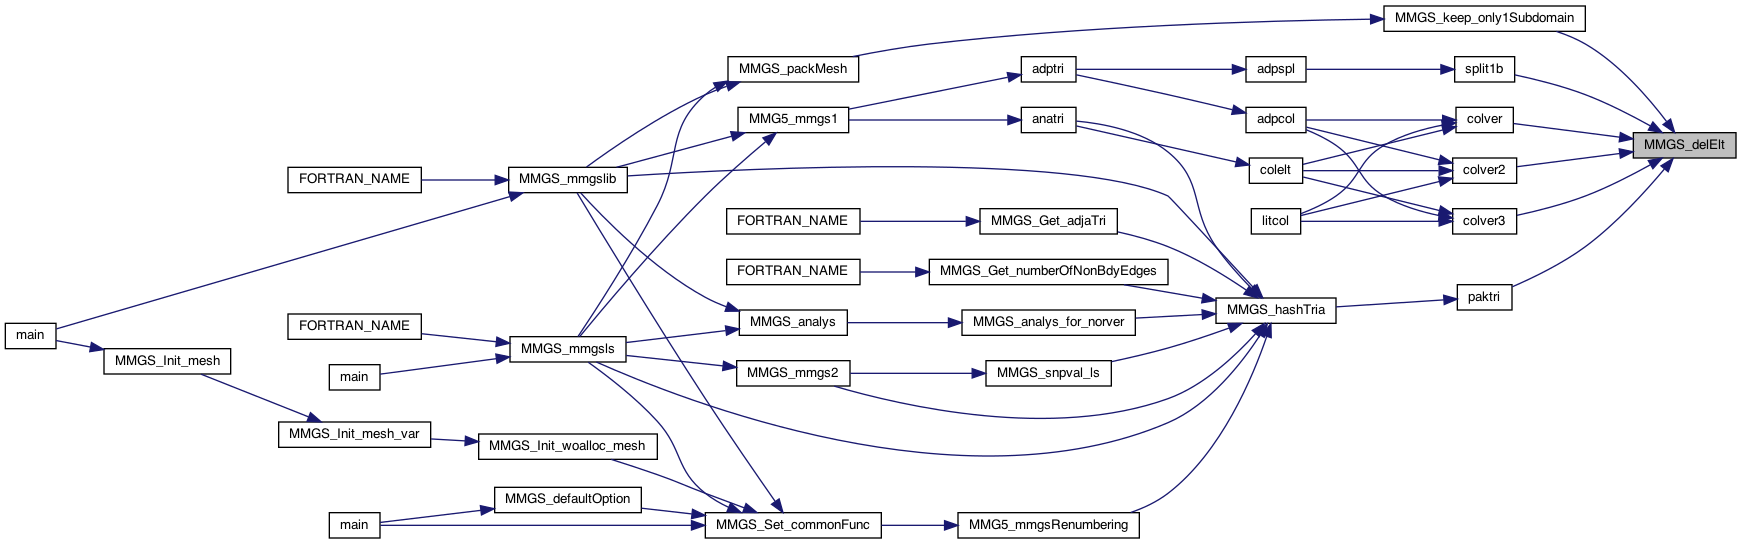 MMGS_keep_only1Subdomain
MMGS_packMesh
adptri
adpspl
split1b
MMG5_mmgs1
anatri
adpcol
colver
MMGS_delElt
FORTRAN_NAME
MMGS_mmgslib
colelt
colver2
FORTRAN_NAME
MMGS_Get_adjaTri
litcol
colver3
FORTRAN_NAME
MMGS_Get_numberOfNonBdyEdges
paktri
MMGS_hashTria
main
FORTRAN_NAME
MMGS_analys
MMGS_analys_for_norver
MMGS_Init_mesh
MMGS_mmgsls
main
MMGS_mmgs2
MMGS_snpval_ls
MMGS_Init_mesh_var
MMGS_Init_woalloc_mesh
MMGS_defaultOption
main
MMGS_Set_commonFunc
MMG5_mmgsRenumbering